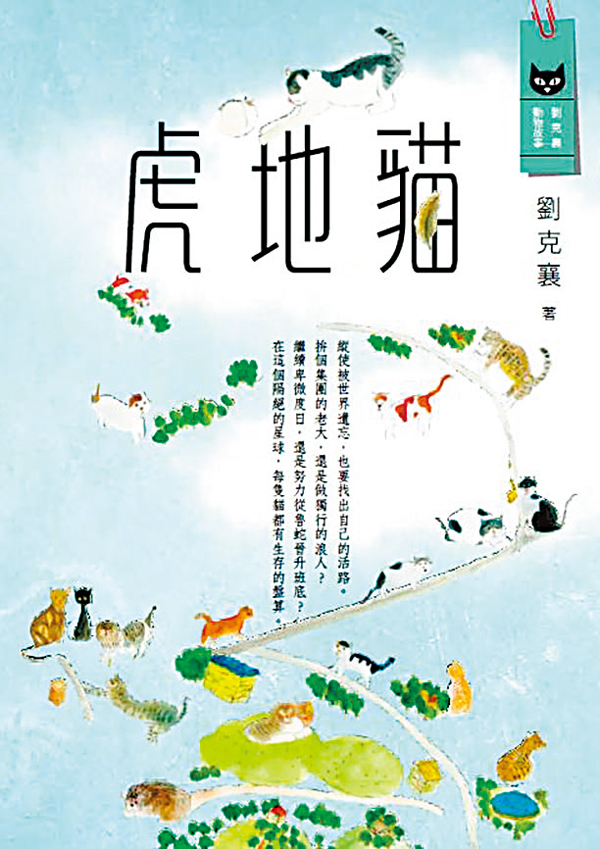 虎地貓
劉克襄
動物故事
劉克襄 著
縱使被世界遺忘，也要找出自己的活路。
拚個集團的老大，還是做獨行的浪人？
繼續卑微度日，還是努力從魯蛇晉升班底？
在這個隔絕的星球，每隻貓都有生存的盤算。